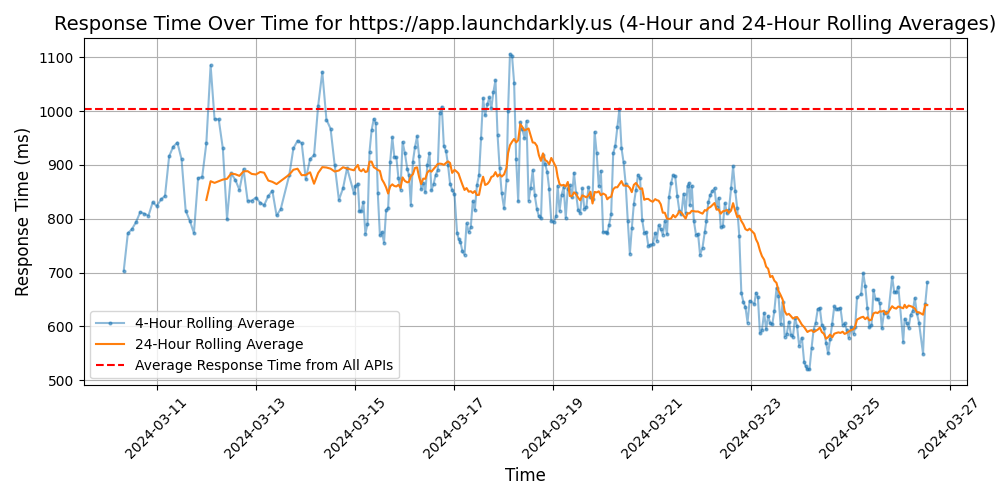 Response Time Over Time for https://app.launchdarkly.us (4-Hour and 24-Hour Rolling Averages)
Response Time (ms)
1100
1000
900
800
700
600
500
4-Hour Rolling Average
24-Hour Rolling Average
Average Response Time from All APIs
2024-03-11
2024-03-13
2024-03-15
2024-03-17
2024-03-19
2024-03-21
2024-03-23
2024-03-25
2024-03-27
Time